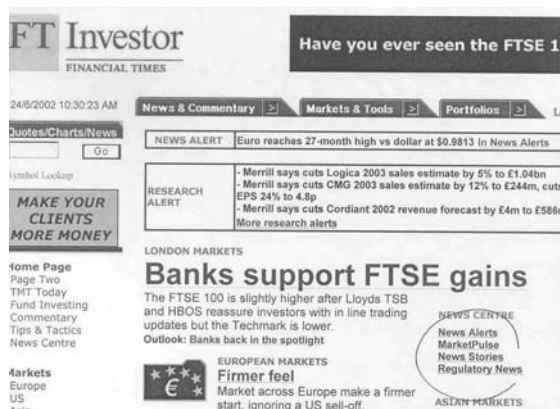 FT Investor
FINANCIAL TIMES
Have you ever seen the FTSE 1
24/6/2002 10:30:23 AM
News & Commentary
Markets & Tools
Portfolios
Quotes/Charts/News
Go
Symbol Lookup
NEWS ALERT
Euro reaches 27-month high vs dollar at $0.9813 In News Alerts
RESEARCH ALERT
- Merrill says cuts Logica 2003 sales estimate by 5% to £1.04bn
- Merrill says cuts CMG 2003 sales estimate by 12% to £244m, cuts
EPS 24% to 4.8p
- Merrill says cuts Cordiant 2002 revenue forecast by £4m to £586m
More research alerts
MAKE YOUR
CLIENTS
MORE MONEY
Home Page
Page Two
TMT Today
Fund Investing
Commentary
Tips & Tactics
News Centre
Markets
Europe
US
Asia
LONDON MARKETS
Banks support FTSE gains
The FTSE 100 is slightly higher after Lloyds TSB
and HBOS reassure investors with in line trading
updates but the Techmark is lower.
Outlook: Banks back in the spotlight
EUROPEAN MARKETS
Firmer feel
Market across Europe make a firmer
start, ignoring a US sell-off.
NEWS CENTRE
News Alerts
MarketPulse
News Stories
Regulatory News
ASIAN MARKETS